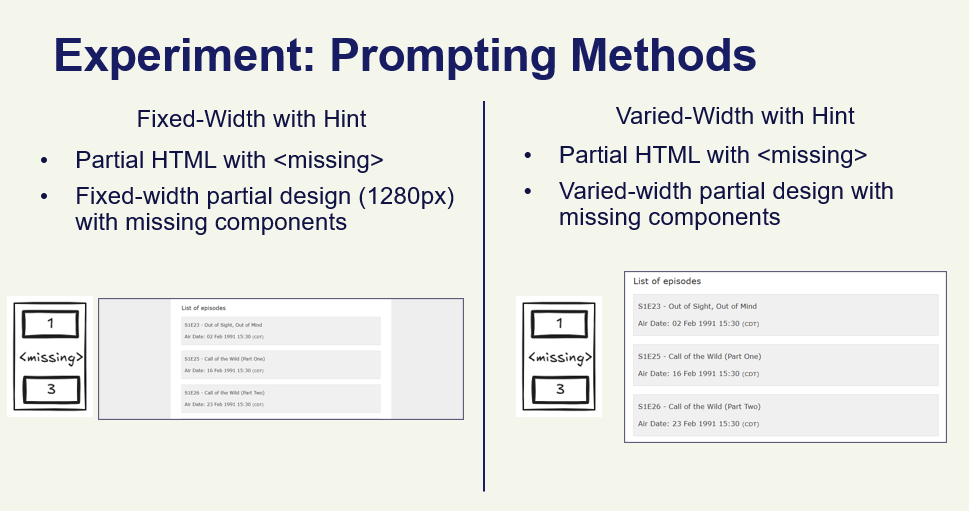 Experiment: Prompting Methods
Fixed-Width with Hint
• Partial HTML with <missing>
• Fixed-width partial design (1280px)
with missing components
1
<missing>
3
List of episodes
S1E23 - Out of Sight, Out of Mind
Air Date: 02 Feb 1991 15:30 (CDT)
S1E25 - Call of the Wild (Part One)
Air Date: 16 Feb 1991 15:30 (CDT)
S1E26 - Call of the Wild (Part Two)
Air Date: 23 Feb 1991 15:30 (CDT)
Varied-Width with Hint
• Partial HTML with <missing>
• Varied-width partial design with
missing components
1
<missing>
3
List of episodes
S1E23 - Out of Sight, Out of Mind
Air Date: 02 Feb 1991 15:30 (CDT)
S1E25 - Call of the Wild (Part One)
Air Date: 16 Feb 1991 15:30 (CDT)
S1E26 - Call of the Wild (Part Two)
Air Date: 23 Feb 1991 15:30 (CDT)